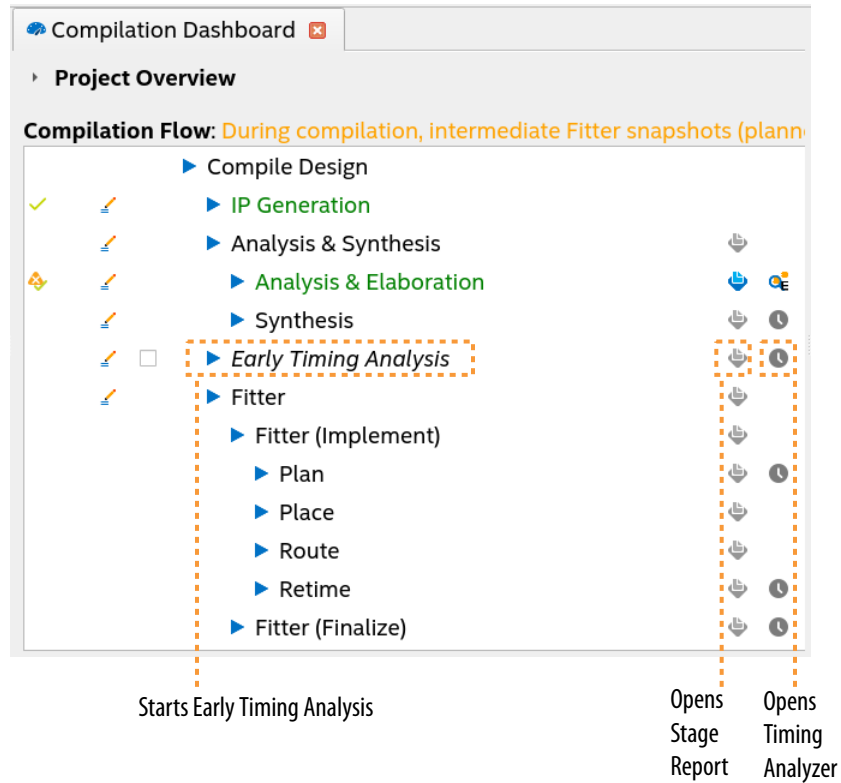 Compilation Dashboard
Project Overview
Compilation Flow: During compilation, intermediate Fitter snapshots (plann
Compile Design
IP Generation
Analysis & Synthesis
Analysis & Elaboration
E
Synthesis
Early Timing Analysis
Fitter
Fitter (Implement)
Plan
Place
Route
Retime
Fitter (Finalize)
Starts Early Timing Analysis
Opens
Stage
Report
Opens
Timing
Analyzer